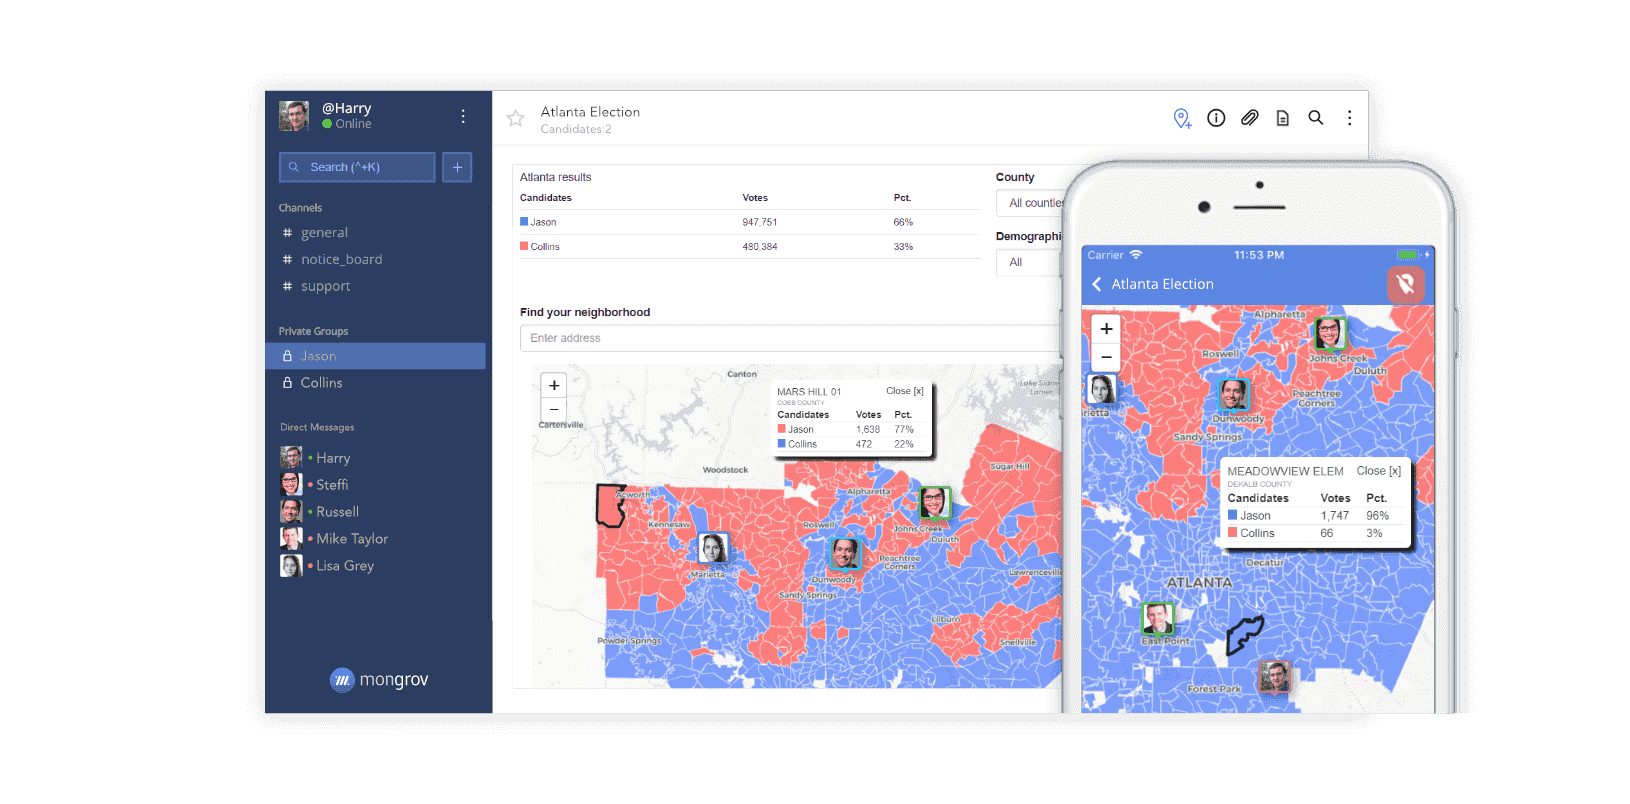 @Harry
Online
Search (^+K)
+
Channels
# general
# notice_board
# support
Private Groups
Jason
Collins
Direct Messages
Harry
Steffi
Russell
Mike Taylor
Lisa Grey
m. mongrov
Atlanta Election
Candidates:2
Atlanta results
Candidates Votes Pct.
Jason 947,751 66%
Collins 480,384 33%
County
All counties
Demographi
All
Find your neighborhood
Enter address
+
−
Canton
Cartersville
Lake Sidney
Lanier
MARS HILL 01 Close [x]
COBB COUNTY
Candidates Votes Pct.
Jason 1,638 77%
Collins 472 22%
Woodstock
Sugar Hill
Acworth
Alpharetta
Kennesaw
Roswell
Johns Creek
Duluth
Peachtree
Corners
Marietta
Dunwoody
Lawrenceville
Sandy Springs
Lilburn
Powder Springs
Snellville
Carrier 11:53 PM
Atlanta Election
+
−
Alpharetta
Roswell
Johns Creek
Duluth
Peachtree
Corners
rietta
Dunwoody
Sandy Springs
MEADOWVIEW ELEM Close [x]
DEKALB COUNTY
Candidates Votes Pct.
Jason 1,747 96%
Collins 66 3%
Decatur
ATLANTA
East Point
Forest Park